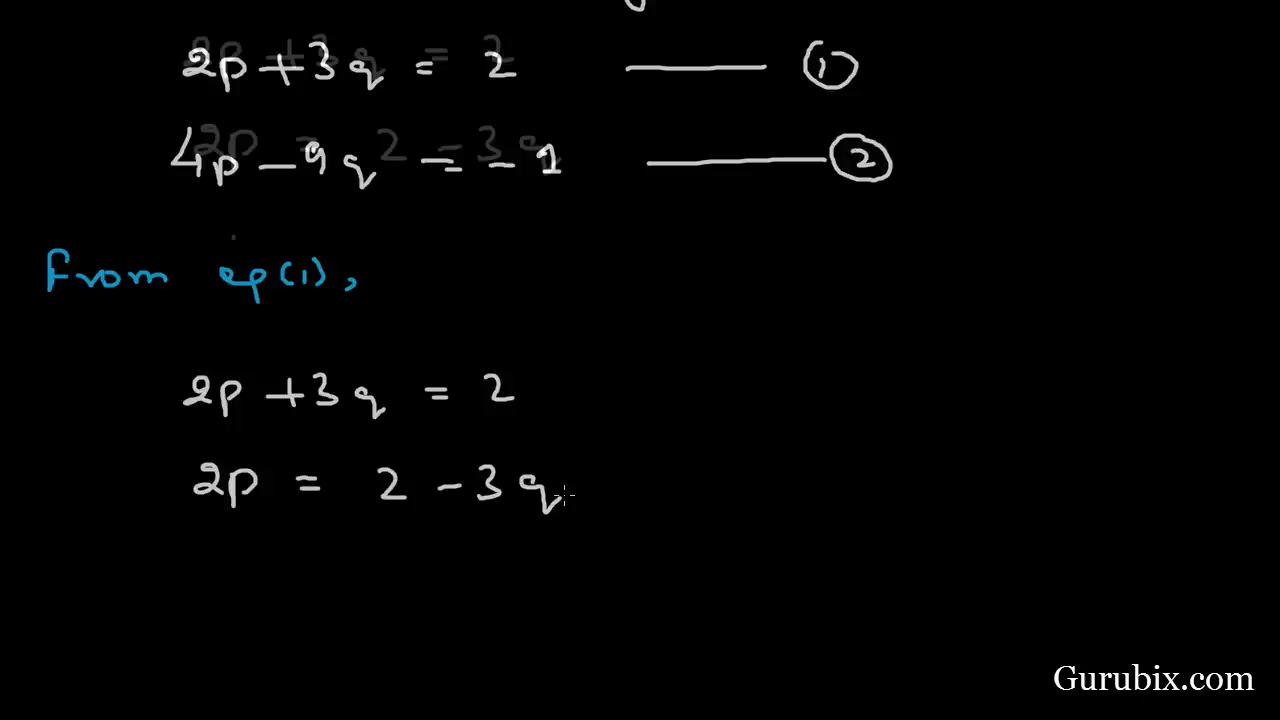 2p + 3q = 2 ——— ①
4p - 9q = - 1 ——— ②
From eq(1),
2p + 3q = 2
2p = 2 - 3q
Gurubix.com